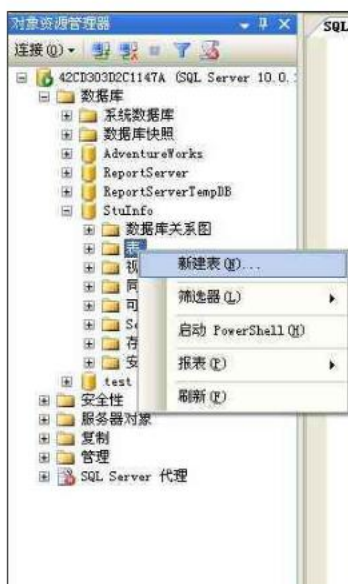 对象资源管理器
SQL
连接(O)
42CB303D2C1147A (SQL Server 10.0.
数据库
系统数据库
数据库快照
AdventureWorks
ReportServer
ReportServerTempDB
StuInfo
数据库关系图
表
新建表(N)...
视
同
筛选器(L)
可
Se
启动 PowerShell(H)
存
安
报表(P)
test
安全性
刷新(F)
服务器对象
复制
管理
SQL Server 代理